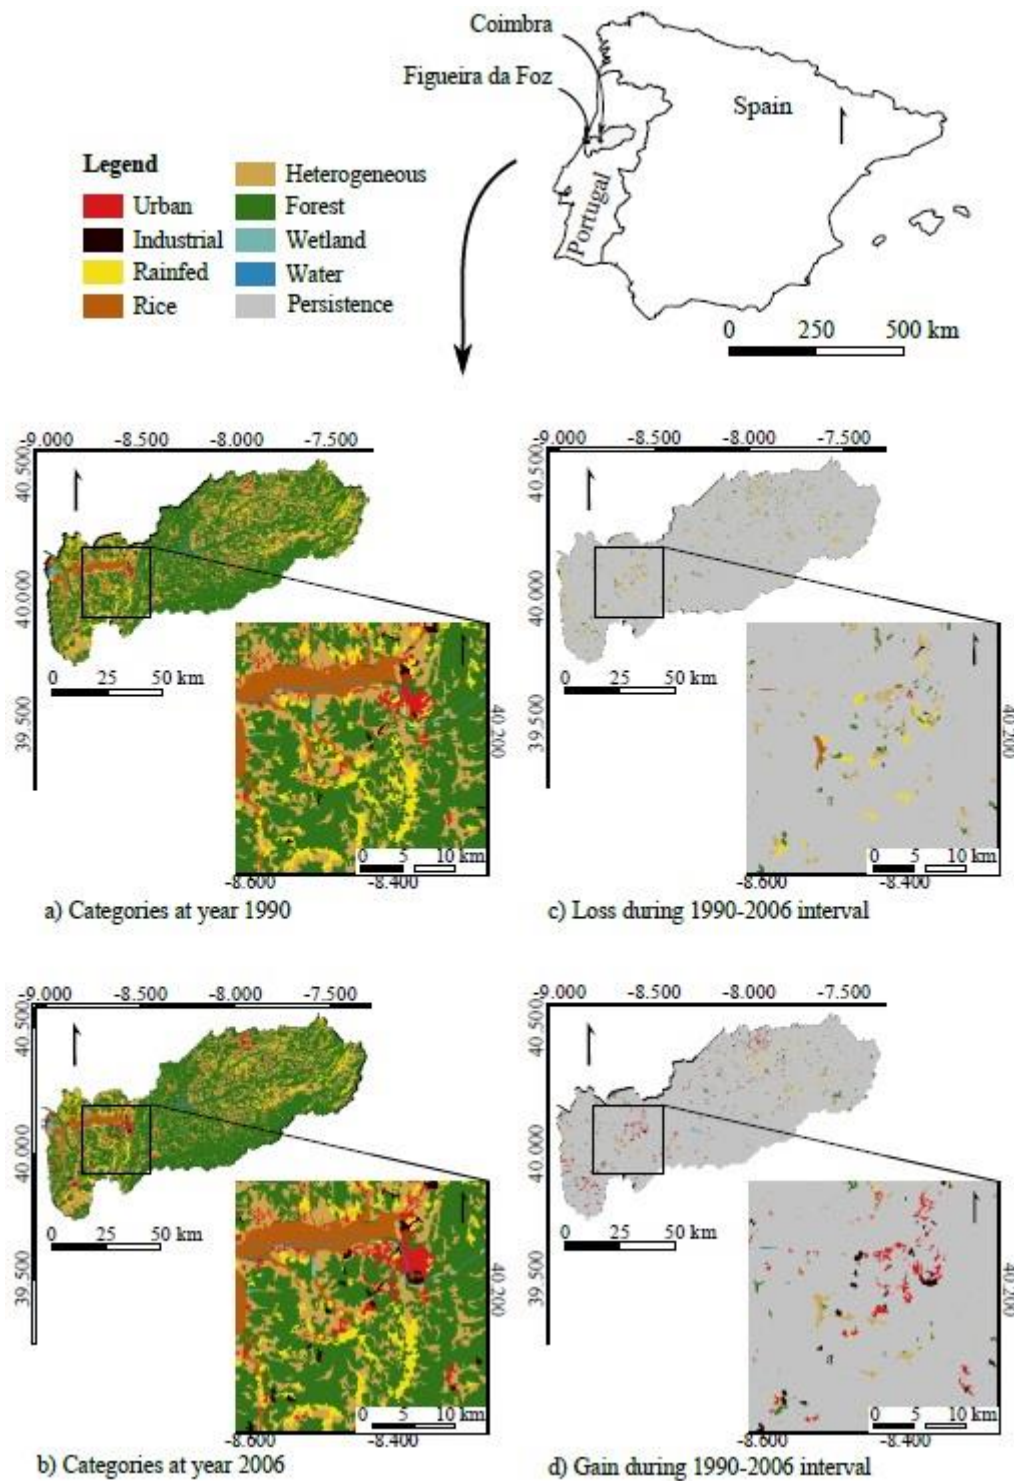 Coimbra
Figueira da Foz
Spain
Portugal
0 250 500 km
Legend
Urban
Industrial
Rainfed
Rice
Heterogeneous
Forest
Wetland
Water
Persistence
-9.000 -8.500 -8.000 -7.500
40.500
40.000
39.500
0 25 50 km
40.200
0 5 10 km
-8.600 -8.400
a) Categories at year 1990
-9.000 -8.500 -8.000 -7.500
40.500
40.000
39.500
0 25 50 km
40.200
0 5 10 km
-8.600 -8.400
c) Loss during 1990-2006 interval
-9.000 -8.500 -8.000 -7.500
40.500
40.000
39.500
0 25 50 km
40.200
0 5 10 km
-8.600 -8.400
b) Categories at year 2006
-9.000 -8.500 -8.000 -7.500
40.500
40.000
39.500
0 25 50 km
40.200
0 5 10 km
-8.600 -8.400
d) Gain during 1990-2006 interval